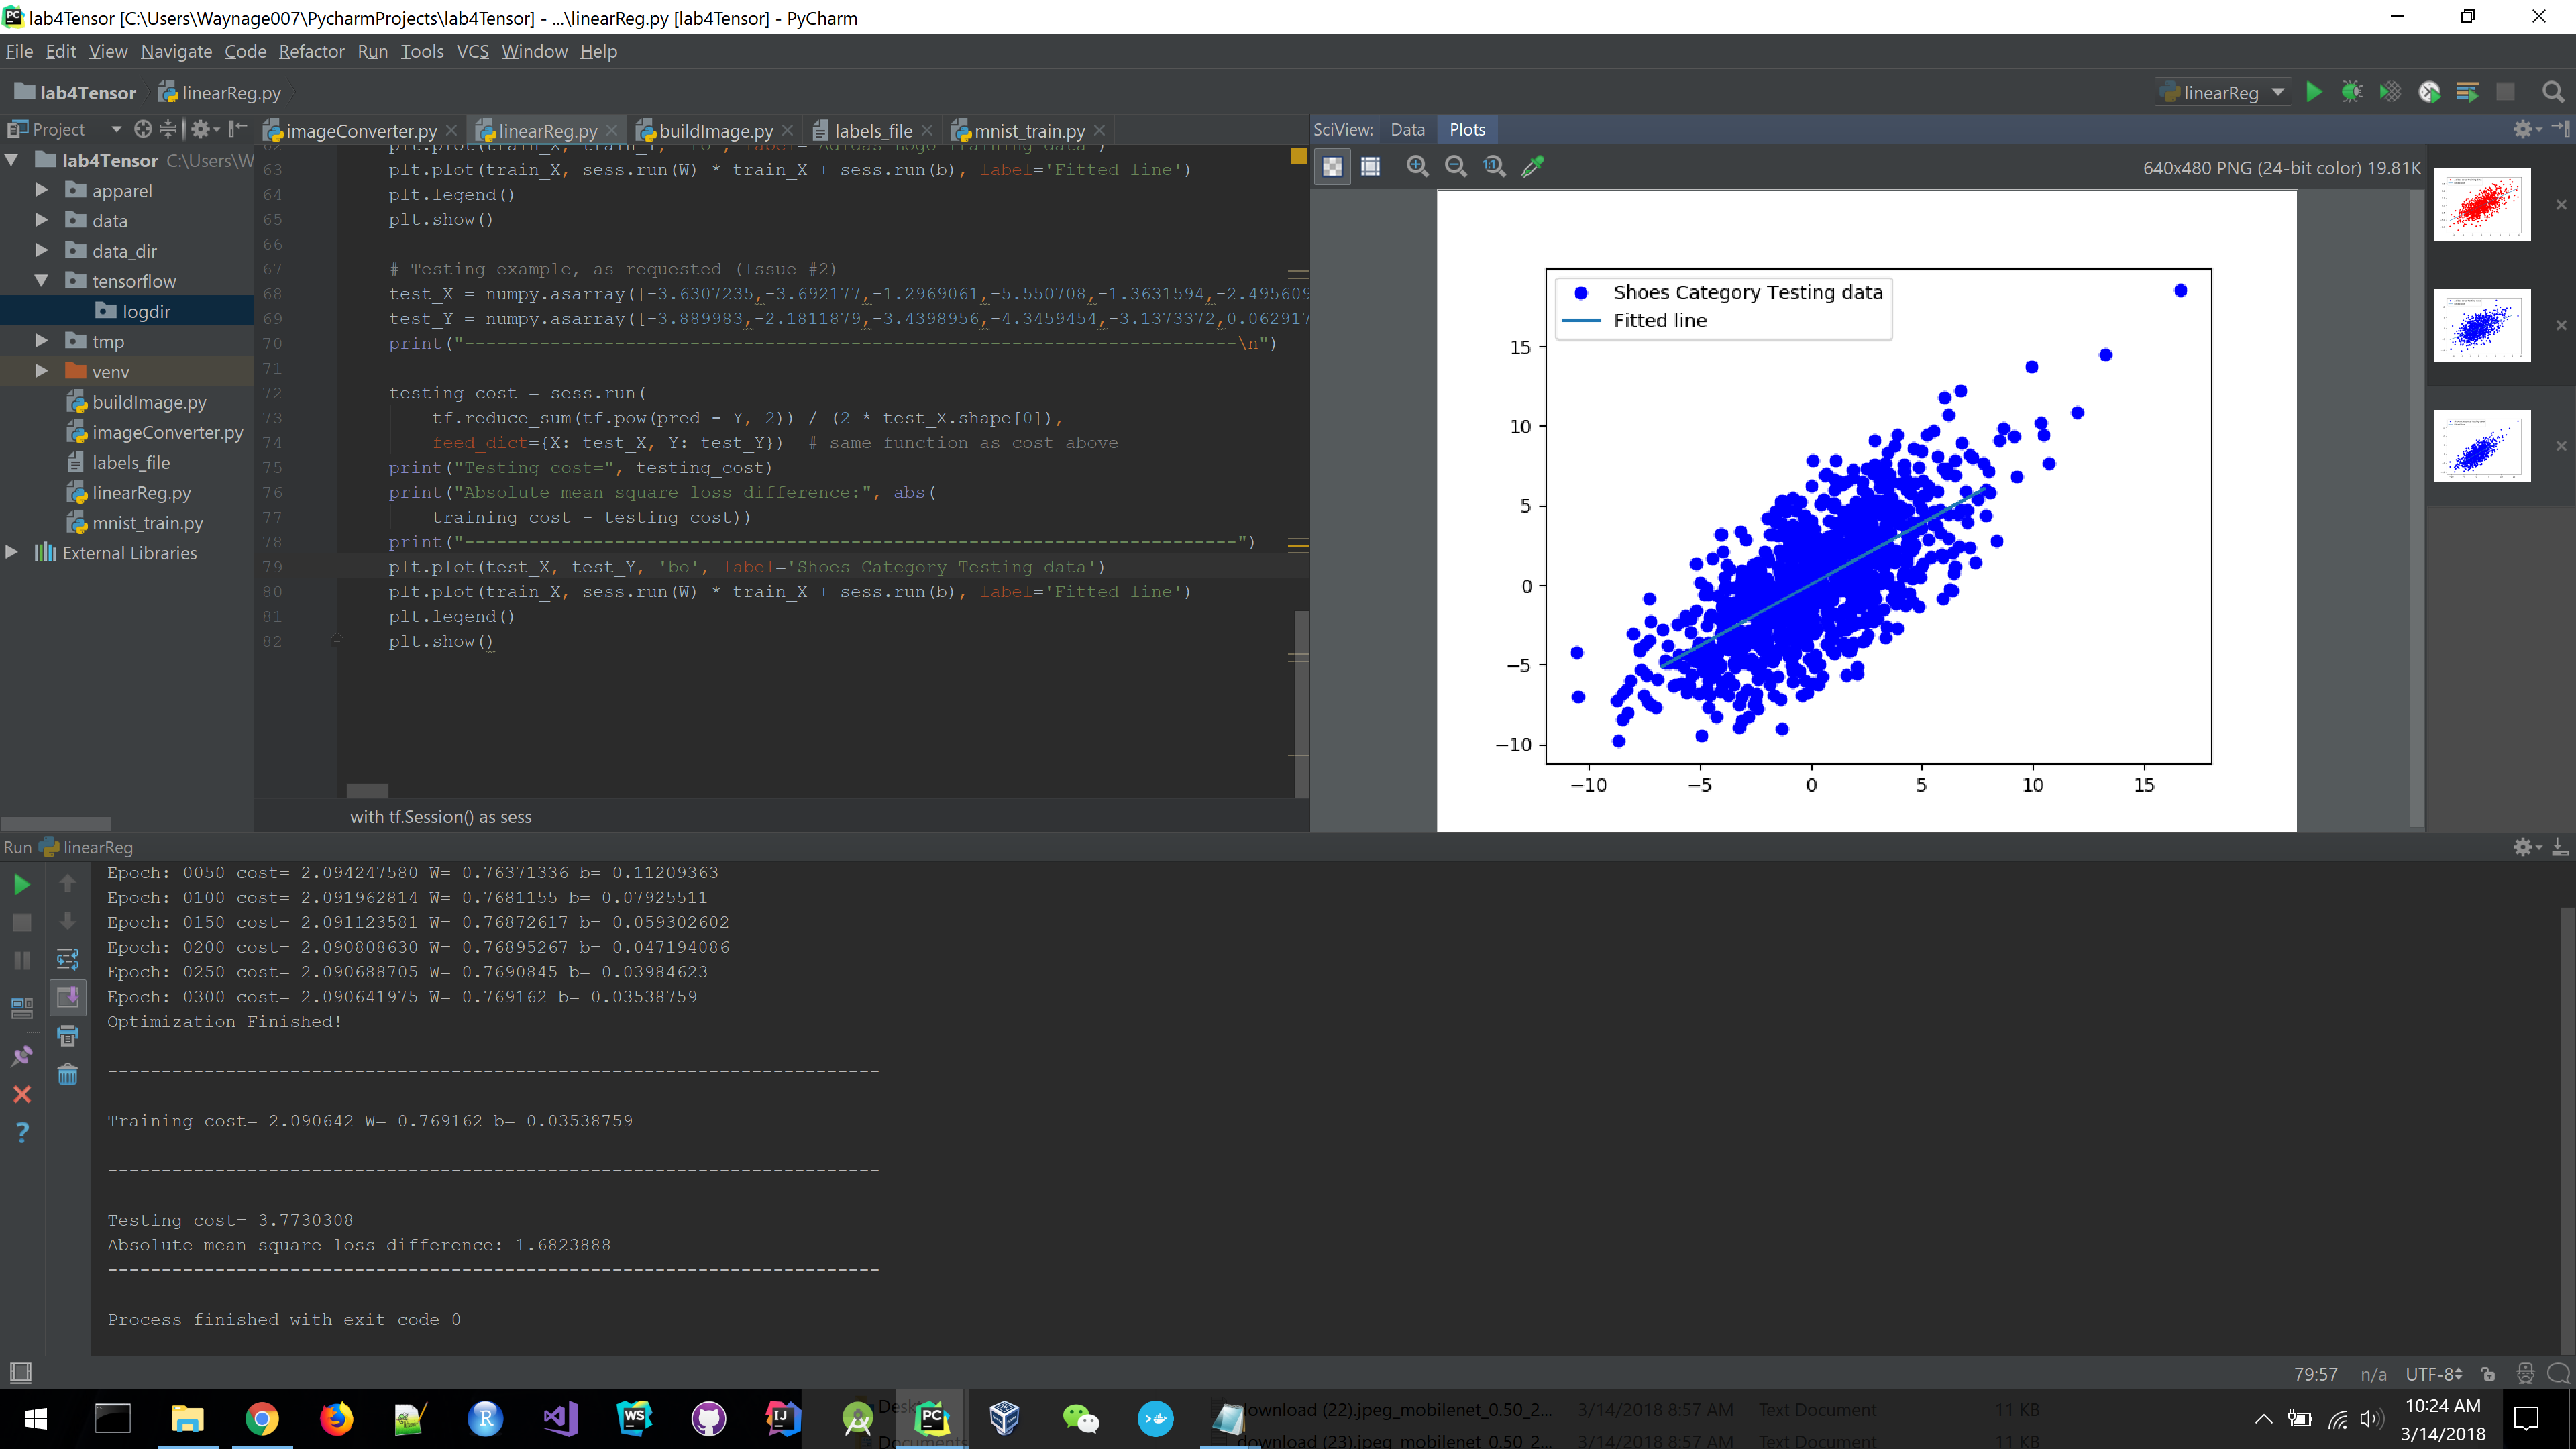 lab4Tensor [C:\Users\Waynage007\PycharmProjects\lab4Tensor] - ...\linearReg.py [lab4Tensor] - PyCharm
File Edit View Navigate Code Refactor Run Tools VCS Window Help
lab4Tensor linearReg.py linearReg
Project imageConverter.py linearReg.py buildImage.py labels_file mnist_train.py SciView: Data Plots
lab4Tensor C:\Users\W
apparel
data
data_dir
tensorflow
logdir
tmp
venv
buildImage.py
imageConverter.py
labels_file
linearReg.py
mnist_train.py
External Libraries
62 plt.plot(train_X, train_Y, 'ro', label='Adidas Logo Training data')
63 plt.plot(train_X, sess.run(W) * train_X + sess.run(b), label='Fitted line')
64 plt.legend()
65 plt.show()
66
67 # Testing example, as requested (Issue #2)
68 test_X = numpy.asarray([-3.6307235,-3.692177,-1.2969061,-5.550708,-1.3631594,-2.495609
69 test_Y = numpy.asarray([-3.889983,-2.1811879,-3.4398956,-4.3459454,-3.1373372,0.062917
70 print("------------------------------------------------------------------------\n")
71
72 testing_cost = sess.run(
73 tf.reduce_sum(tf.pow(pred - Y, 2)) / (2 * test_X.shape[0]),
74 feed_dict={X: test_X, Y: test_Y}) # same function as cost above
75 print("Testing cost=", testing_cost)
76 print("Absolute mean square loss difference:", abs(
77 training_cost - testing_cost))
78 print("------------------------------------------------------------------------")
79 plt.plot(test_X, test_Y, 'bo', label='Shoes Category Testing data')
80 plt.plot(train_X, sess.run(W) * train_X + sess.run(b), label='Fitted line')
81 plt.legend()
82 plt.show()
with tf.Session() as sess
640x480 PNG (24-bit color) 19.81K
Shoes Category Testing data
Fitted line
15
10
5
0
−5
−10
−10 −5 0 5 10 15
Run linearReg
Epoch: 0050 cost= 2.094247580 W= 0.76371336 b= 0.11209363
Epoch: 0100 cost= 2.091962814 W= 0.7681155 b= 0.07925511
Epoch: 0150 cost= 2.091123581 W= 0.76872617 b= 0.059302602
Epoch: 0200 cost= 2.090808630 W= 0.76895267 b= 0.047194086
Epoch: 0250 cost= 2.090688705 W= 0.7690845 b= 0.03984623
Epoch: 0300 cost= 2.090641975 W= 0.769162 b= 0.03538759
Optimization Finished!
------------------------------------------------------------------------
Training cost= 2.090642 W= 0.769162 b= 0.03538759
------------------------------------------------------------------------
Testing cost= 3.7730308
Absolute mean square loss difference: 1.6823888
------------------------------------------------------------------------
Process finished with exit code 0
79:57 n/a UTF-8
download (22).jpeg_mobilenet_0.50_2... 3/14/2018 8:57 AM Text Document 11 KB
download (23).jpeg_mobilenet_0.50_2... 3/14/2018 8:57 AM Text Document 11 KB
10:24 AM
3/14/2018